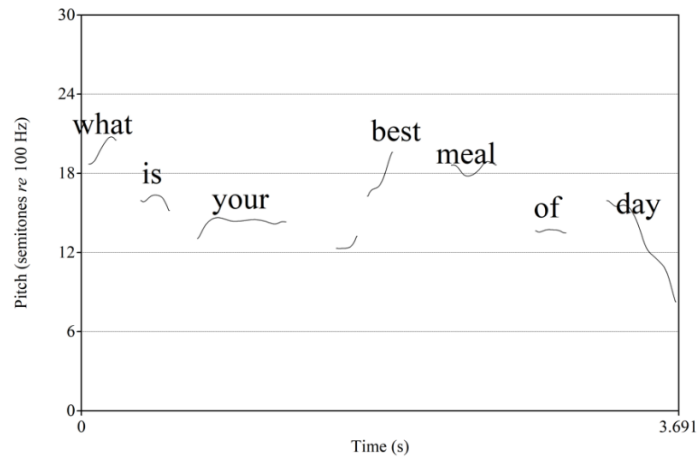 30
24
18
12
6
0
Pitch (semitones re 100 Hz)
what
is
your
best
meal
of
day
0
3.691
Time (s)